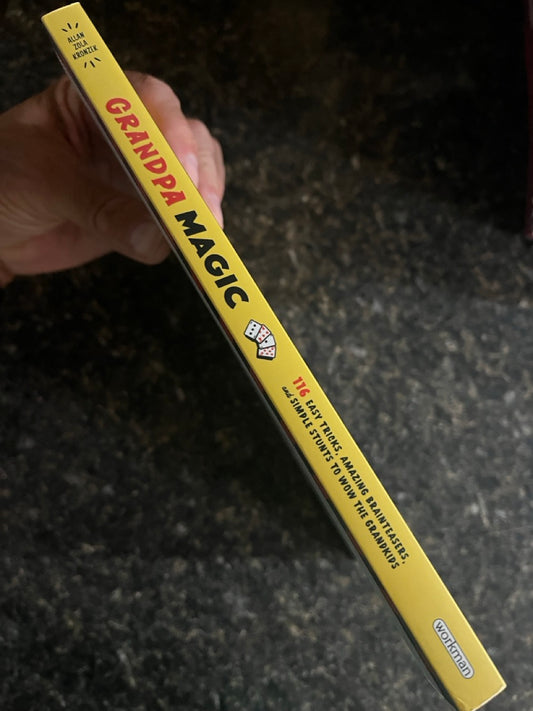 ALLAN
ZOLA
KRONZEK
GRANDPA MAGIC
116 EASY TRICKS, AMAZING BRAINTEASERS,
and SIMPLE STUNTS TO WOW THE GRANDKIDS
workman